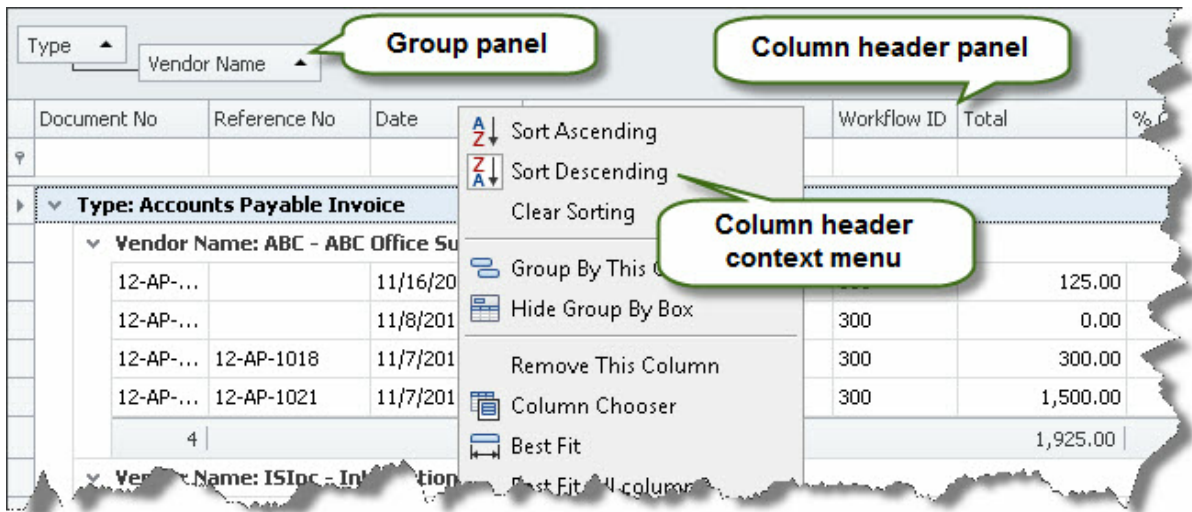 Type
Vendor Name
Group panel
Column header panel
Document No Reference No Date Workflow ID Total %
Sort Ascending
Sort Descending
Clear Sorting
Column header
context menu
Type: Accounts Payable Invoice
Vendor Name: ABC - ABC Office Su
Group By This
12-AP-... 11/16/20 125.00
Hide Group By Box
12-AP-... 11/8/201 300 0.00
12-AP-... 12-AP-1018 11/7/201 300 300.00
Remove This Column
12-AP-... 12-AP-1021 11/7/201 300 1,500.00
Column Chooser
4 1,925.00
Best Fit
Name: ISInc - In